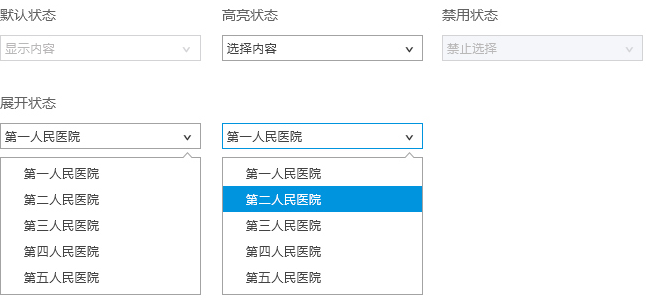 默认状态
高亮状态
禁用状态
显示内容
选择内容
禁止选择
展开状态
第一人民医院
第一人民医院
第一人民医院
第二人民医院
第三人民医院
第四人民医院
第五人民医院
第一人民医院
第二人民医院
第三人民医院
第四人民医院
第五人民医院